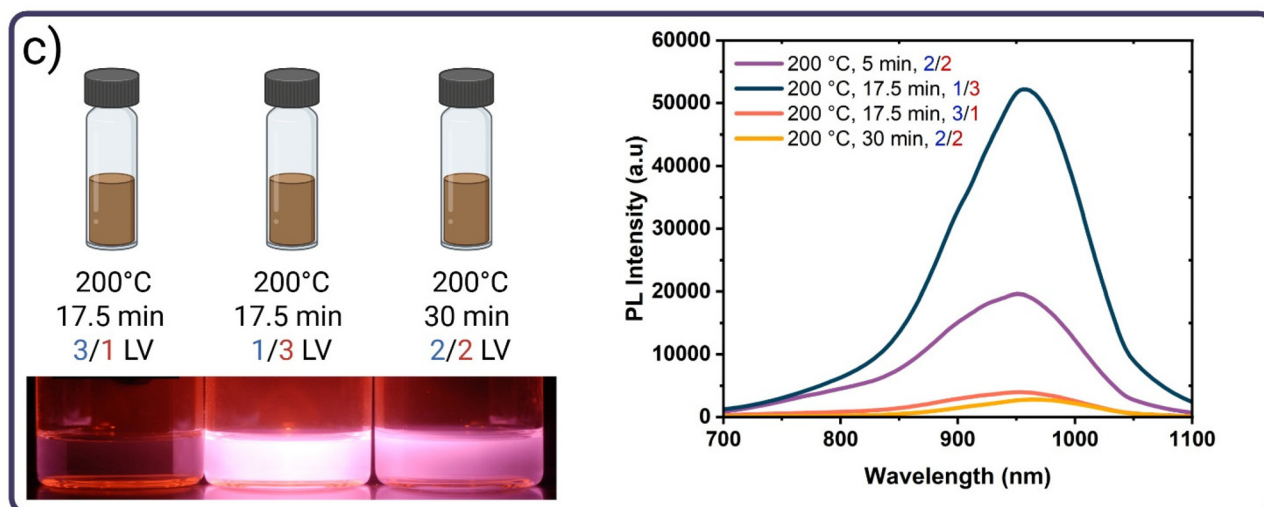 c)
200°C
17.5 min
3/1 LV
200°C
17.5 min
1/3 LV
200°C
30 min
2/2 LV
60000
50000
40000
30000
20000
10000
0
PL Intensity (a.u)
200 °C, 5 min, 2/2
200 °C, 17.5 min, 1/3
200 °C, 17.5 min, 3/1
200 °C, 30 min, 2/2
700
800
900
1000
1100
Wavelength (nm)